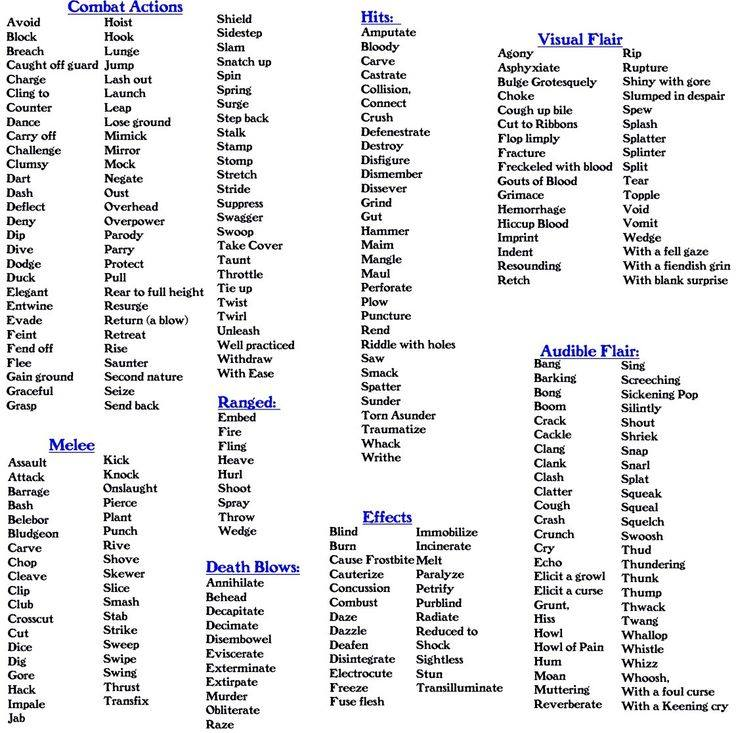 Combat Actions
Avoid
Block
Breach
Caught off guard
Charge
Cling to
Counter
Dance
Carry off
Challenge
Clumsy
Dart
Dash
Deflect
Deny
Dip
Dive
Dodge
Duck
Elegant
Entwine
Evade
Feint
Fend off
Flee
Gain ground
Graceful
Grasp
Hoist
Hook
Lunge
Jump
Lash out
Launch
Leap
Lose ground
Mimick
Mirror
Mock
Negate
Oust
Overhead
Overpower
Parody
Parry
Protect
Pull
Rear to full height
Resurge
Return (a blow)
Retreat
Rise
Saunter
Second nature
Seize
Send back
Shield
Sidestep
Slam
Snatch up
Spin
Spring
Surge
Step back
Stalk
Stamp
Stomp
Stretch
Stride
Suppress
Swagger
Swoop
Take Cover
Taunt
Throttle
Tie up
Twist
Twirl
Unleash
Well practiced
Withdraw
With Ease
Hits:
Amputate
Bloody
Carve
Castrate
Collision,
Connect
Crush
Defenestrate
Destroy
Disfigure
Dismember
Dissever
Grind
Gut
Hammer
Maim
Mangle
Maul
Perforate
Plow
Puncture
Rend
Riddle with holes
Saw
Smack
Spatter
Sunder
Torn Asunder
Traumatize
Whack
Writhe
Visual Flair
Agony
Asphyxiate
Bulge Grotesquely
Choke
Cough up bile
Cut to Ribbons
Flop limply
Fracture
Freckeled with blood
Gouts of Blood
Grimace
Hemorrhage
Hiccup Blood
Imprint
Indent
Resounding
Retch
Rip
Rupture
Shiny with gore
Slumped in despair
Spew
Splash
Splatter
Splinter
Split
Tear
Topple
Void
Vomit
Wedge
With a fell gaze
With a fiendish grin
With blank surprise
Melee
Assault
Attack
Barrage
Bash
Belebor
Bludgeon
Carve
Chop
Cleave
Clip
Club
Crosscut
Cut
Dice
Dig
Gore
Hack
Impale
Jab
Kick
Knock
Onslaught
Pierce
Plant
Punch
Rive
Shove
Skewer
Slice
Smash
Stab
Strike
Sweep
Swipe
Swing
Thrust
Transfix
Ranged:
Embed
Fire
Fling
Heave
Hurl
Shoot
Spray
Throw
Wedge
Death Blows:
Annihilate
Behead
Decapitate
Decimate
Disembowel
Eviscerate
Exterminate
Extirpate
Murder
Obliterate
Raze
Effects
Blind
Burn
Cause Frostbite
Cauterize
Concussion
Combust
Daze
Dazzle
Deafen
Disintegrate
Electrocute
Freeze
Fuse flesh
Immobilize
Incinerate
Melt
Paralyze
Petrify
Purblind
Radiate
Reduced to
Shock
Sightless
Stun
Transilluminate
Audible Flair:
Bang
Barking
Bong
Boom
Crack
Cackle
Clang
Clank
Clash
Clatter
Cough
Crash
Crunch
Cry
Echo
Elicit a growl
Elicit a curse
Grunt,
Hiss
Howl
Howl of Pain
Hum
Moan
Muttering
Reverberate
Sing
Screeching
Sickening Pop
Silintly
Shout
Shriek
Snap
Snarl
Splat
Squeak
Squeal
Squelch
Swoosh
Thud
Thundering
Thunk
Thump
Thwack
Twang
Whallop
Whistle
Whizz
Whoosh,
With a foul curse
With a Keening cry